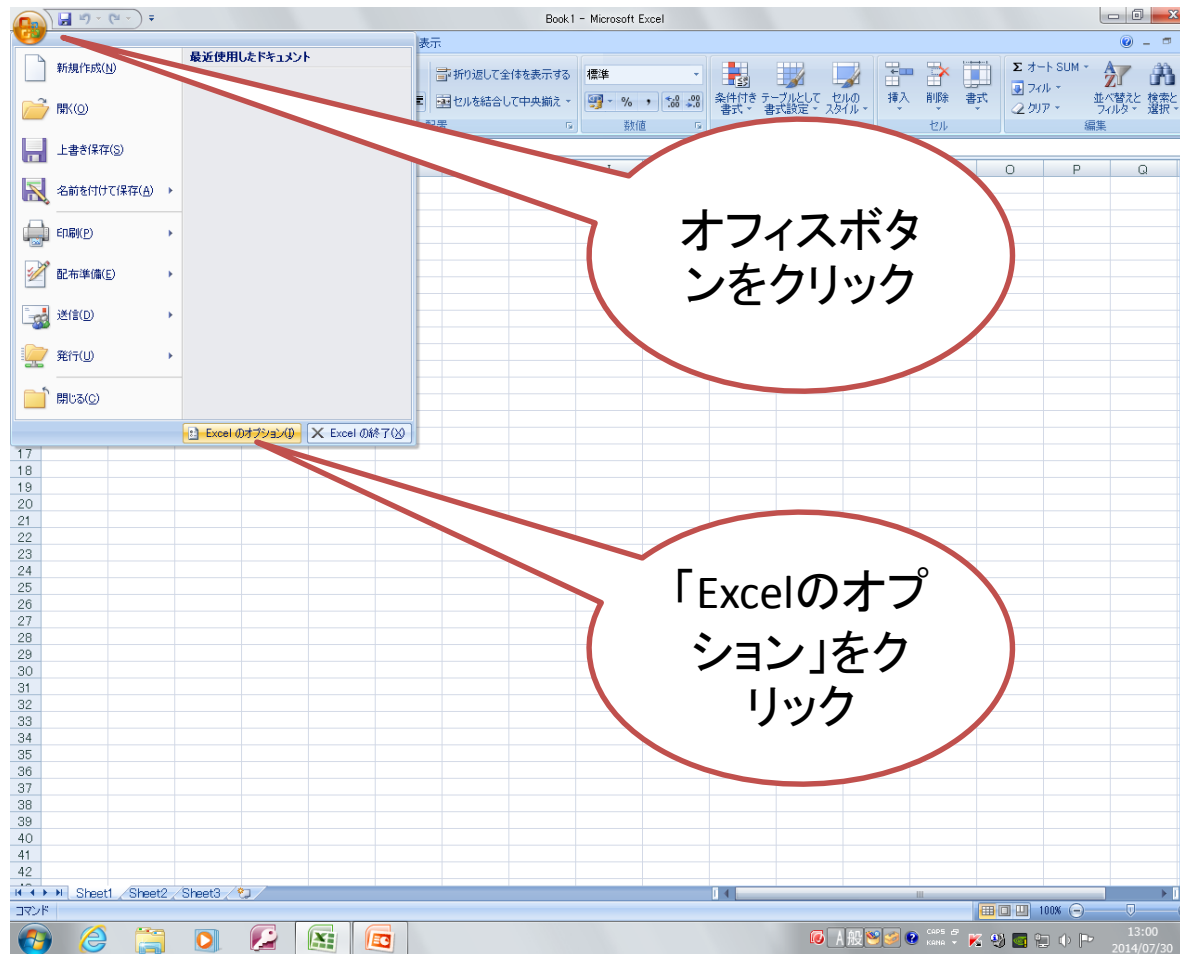 Book1 - Microsoft Excel
表示
最近使用したドキュメント
新規作成(N)
開く(O)
上書き保存(S)
名前を付けて保存(A)
印刷(P)
配布準備(E)
送信(D)
発行(U)
閉じる(C)
Excel のオプション(I)
Excel の終了(X)
折り返して全体を表示する
セルを結合して中央揃え
配置
標準
%
数値
条件付き
書式
テーブルとして
書式設定
セルの
スタイル
挿入
削除
書式
セル
Σ オート SUM
フィル
クリア
並べ替えと
フィルタ
検索と
選択
編集
O P Q
オフィスボタ
ンをクリック
「Excelのオプ
ション」をク
リック
17
18
19
20
21
22
23
24
25
26
27
28
29
30
31
32
33
34
35
36
37
38
39
40
41
42
Sheet1 Sheet2 Sheet3
コマンド
100%
A 般
CAPS
KANA
13:00
2014/07/30